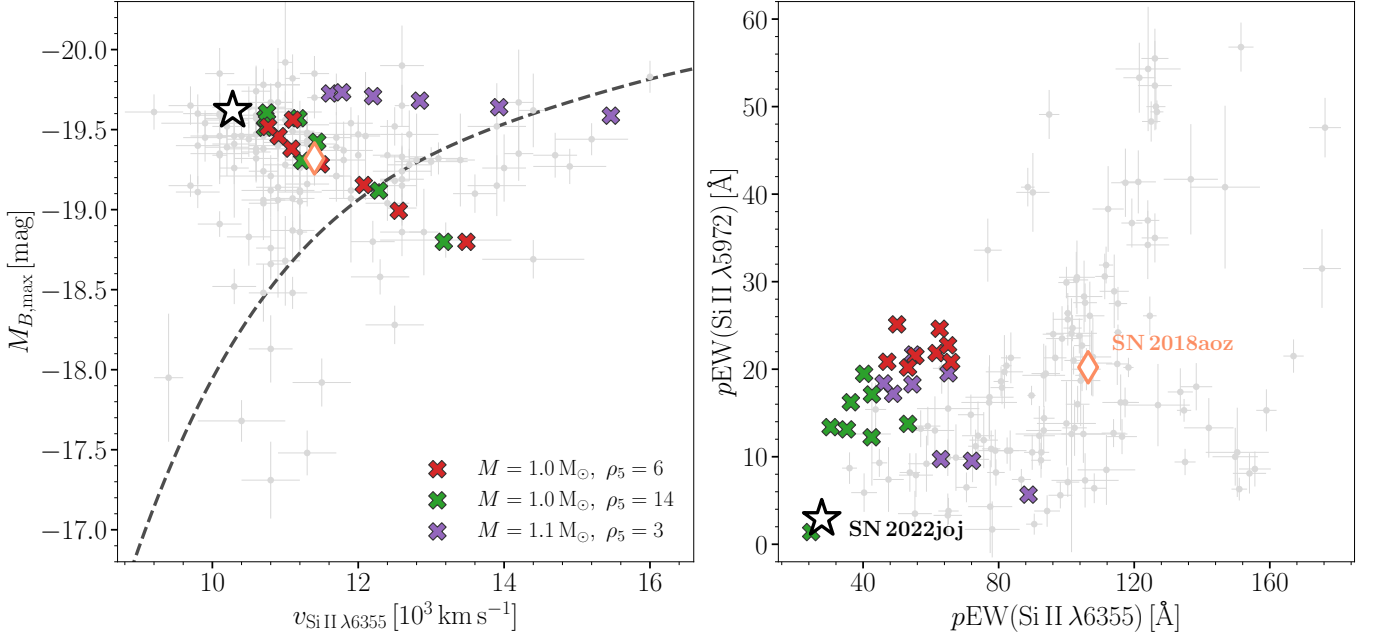 −20.0
−19.5
−19.0
−18.5
−18.0
−17.5
−17.0
M_{B,max} [mag]
10
12
14
16
v_{Si II λ6355} [10³ km s⁻¹]
M = 1.0 M⊙, ρ₅ = 6
M = 1.0 M⊙, ρ₅ = 14
M = 1.1 M⊙, ρ₅ = 3
60
50
40
30
20
10
0
pEW(Si II λ5972) [Å]
SN 2018aoz
SN 2022joj
40
80
120
160
pEW(Si II λ6355) [Å]